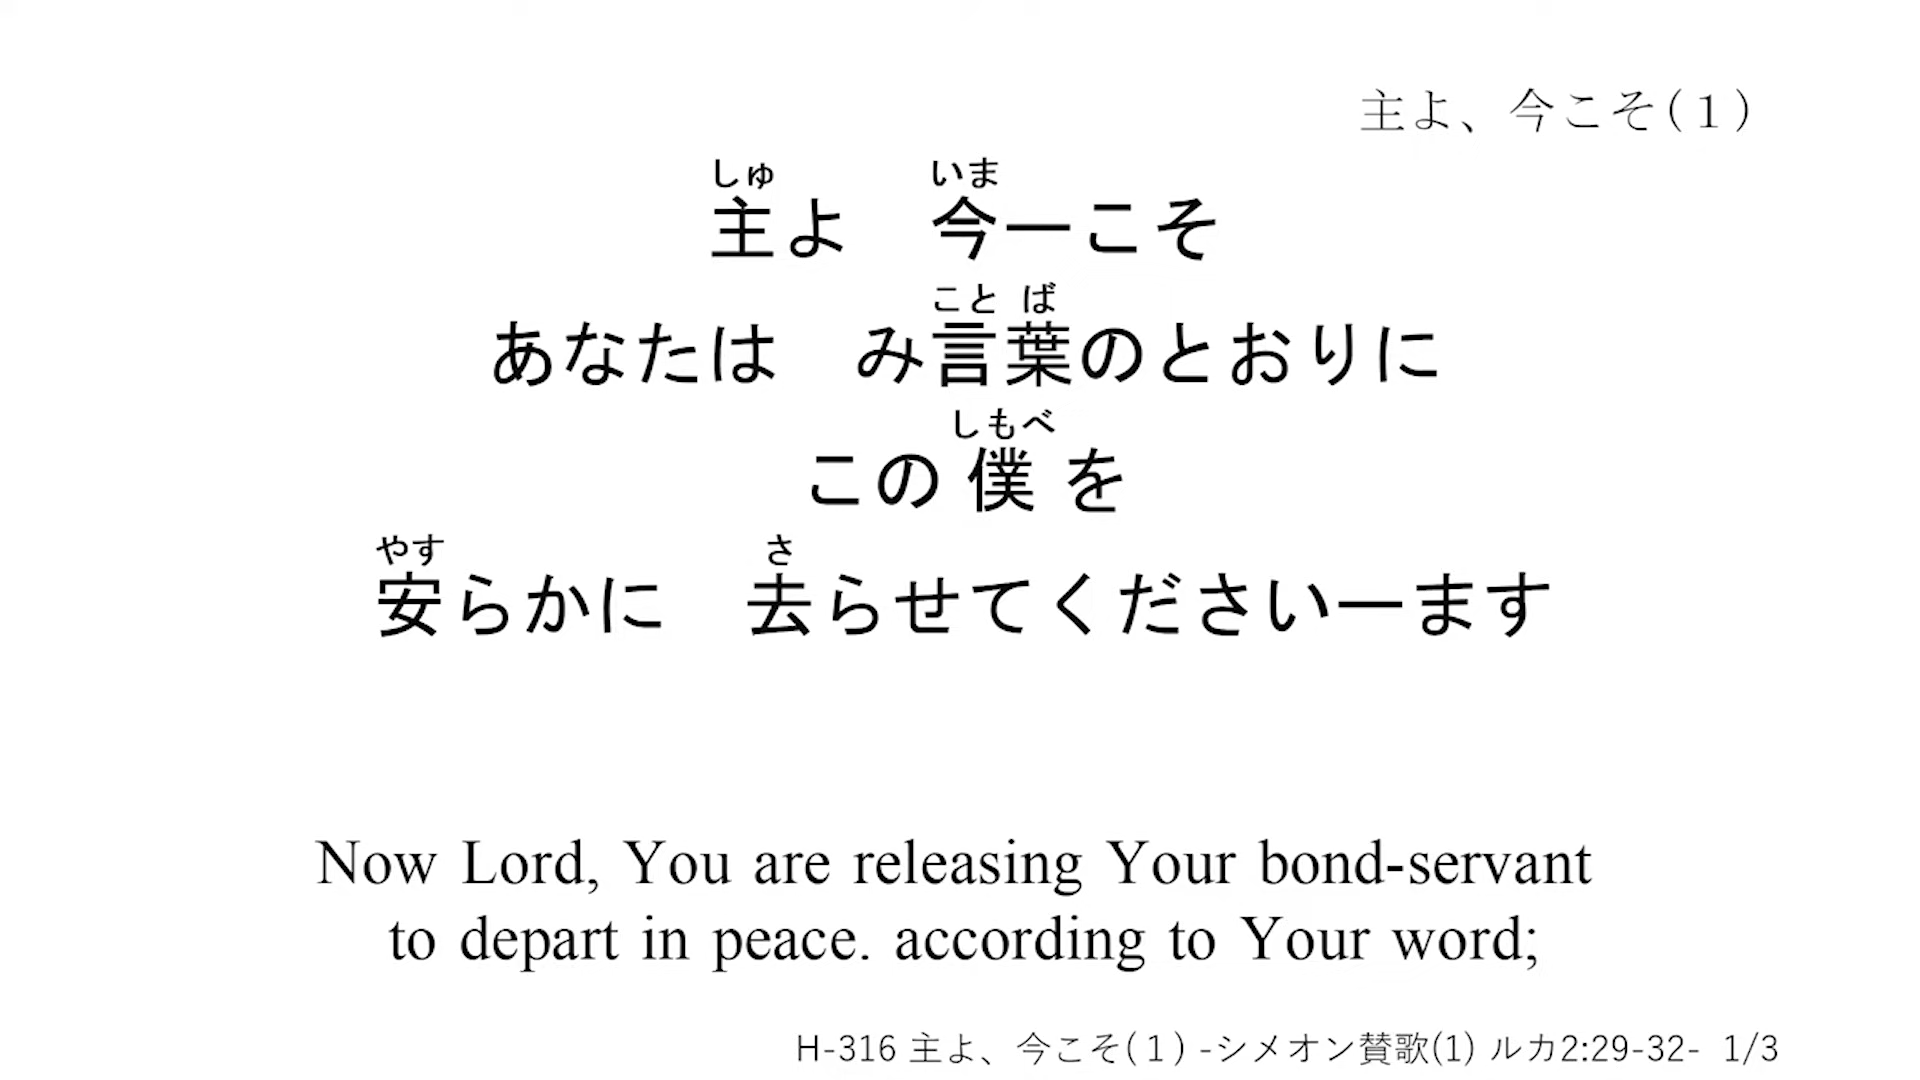 主よ、今こそ(１)
しゅ いま
主よ　今ーこそ
ことば
あなたは　み言葉のとおりに
しもべ
この僕を
やす さ
安らかに　去らせてくださいーます
Now Lord, You are releasing Your bond-servant
to depart in peace. according to Your word;
H-316 主よ、今こそ(１) -シメオン賛歌(1) ルカ2:29-32- 1/3